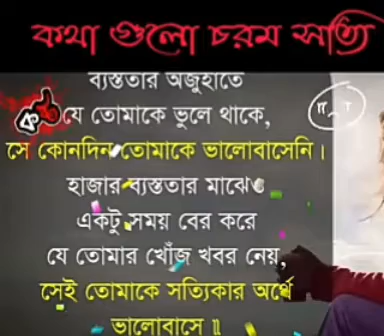 কথা গুলো চরম সত্যি
ব্যস্ততার অজুহাতে
যে তোমাকে ভুলে থাকে,
সে কোনদিন তোমাকে ভালোবাসেনি।
হাজার ব্যস্ততার মাঝেও
একটু সময় বের করে
যে তোমার খোঁজ খবর নেয়,
সেই তোমাকে সত্যিকার অর্থে
ভালোবাসে॥